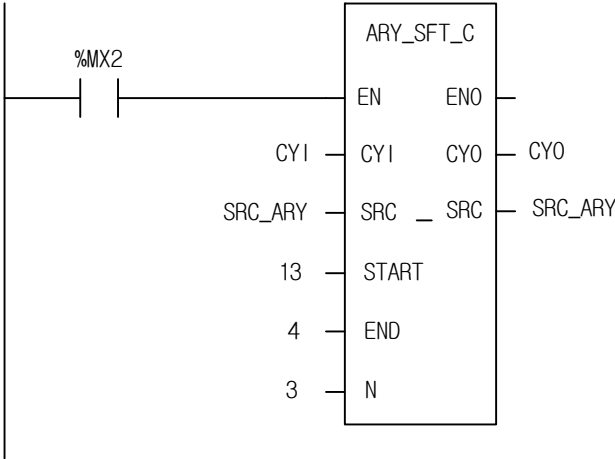 ARY_SFT_C
%MX2
EN ENO
CYI CYI CYO CYO
SRC_ARY SRC _ SRC SRC_ARY
13 START
4 END
3 N